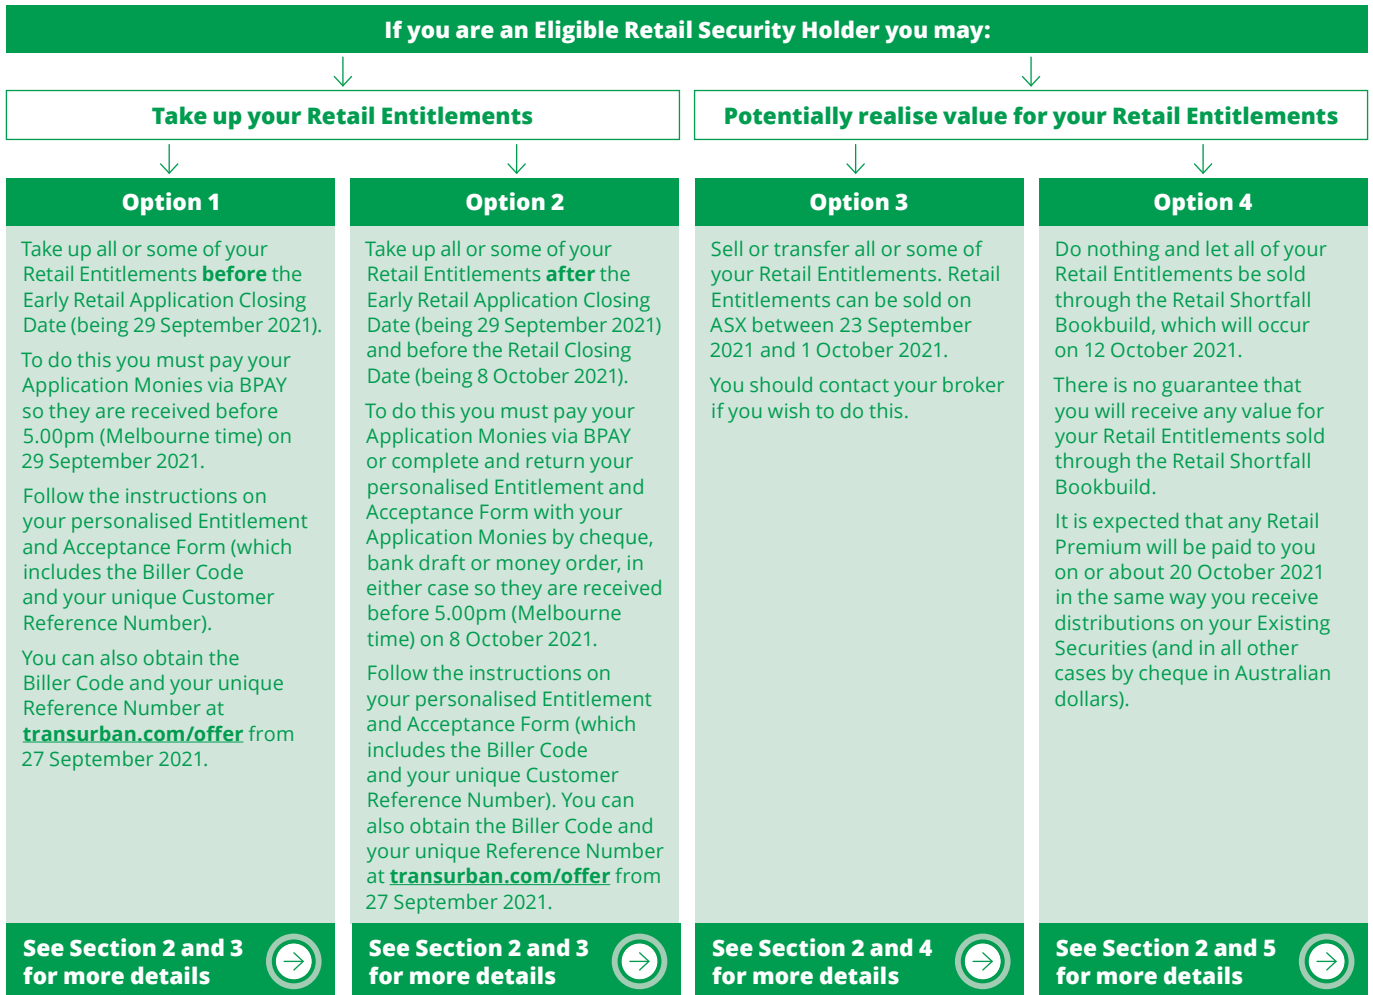 If you are an Eligible Retail Security Holder you may:
Take up your Retail Entitlements
Potentially realise value for your Retail Entitlements
Option 1
Take up all or some of your
Retail Entitlements before the
Early Retail Application Closing
Date (being 29 September 2021).
To do this you must pay your
Application Monies via BPAY
so they are received before
5.00pm (Melbourne time) on
29 September 2021.
Follow the instructions on
your personalised Entitlement
and Acceptance Form (which
includes the Biller Code
and your unique Customer
Reference Number).
You can also obtain the
Biller Code and your unique
Reference Number at
transurban.com/offer from
27 September 2021.
See Section 2 and 3
for more details
Option 2
Take up all or some of your
Retail Entitlements after the
Early Retail Application Closing
Date (being 29 September 2021)
and before the Retail Closing
Date (being 8 October 2021).
To do this you must pay your
Application Monies via BPAY
or complete and return your
personalised Entitlement and
Acceptance Form with your
Application Monies by cheque,
bank draft or money order, in
either case so they are received
before 5.00pm (Melbourne
time) on 8 October 2021.
Follow the instructions on
your personalised Entitlement
and Acceptance Form (which
includes the Biller Code
and your unique Customer
Reference Number). You can
also obtain the Biller Code and
your unique Reference Number
at transurban.com/offer from
27 September 2021.
See Section 2 and 3
for more details
Option 3
Sell or transfer all or some of
your Retail Entitlements. Retail
Entitlements can be sold on
ASX between 23 September
2021 and 1 October 2021.
You should contact your broker
if you wish to do this.
See Section 2 and 4
for more details
Option 4
Do nothing and let all of your
Retail Entitlements be sold
through the Retail Shortfall
Bookbuild, which will occur
on 12 October 2021.
There is no guarantee that
you will receive any value for
your Retail Entitlements sold
through the Retail Shortfall
Bookbuild.
It is expected that any Retail
Premium will be paid to you
on or about 20 October 2021
in the same way you receive
distributions on your Existing
Securities (and in all other
cases by cheque in Australian
dollars).
See Section 2 and 5
for more details